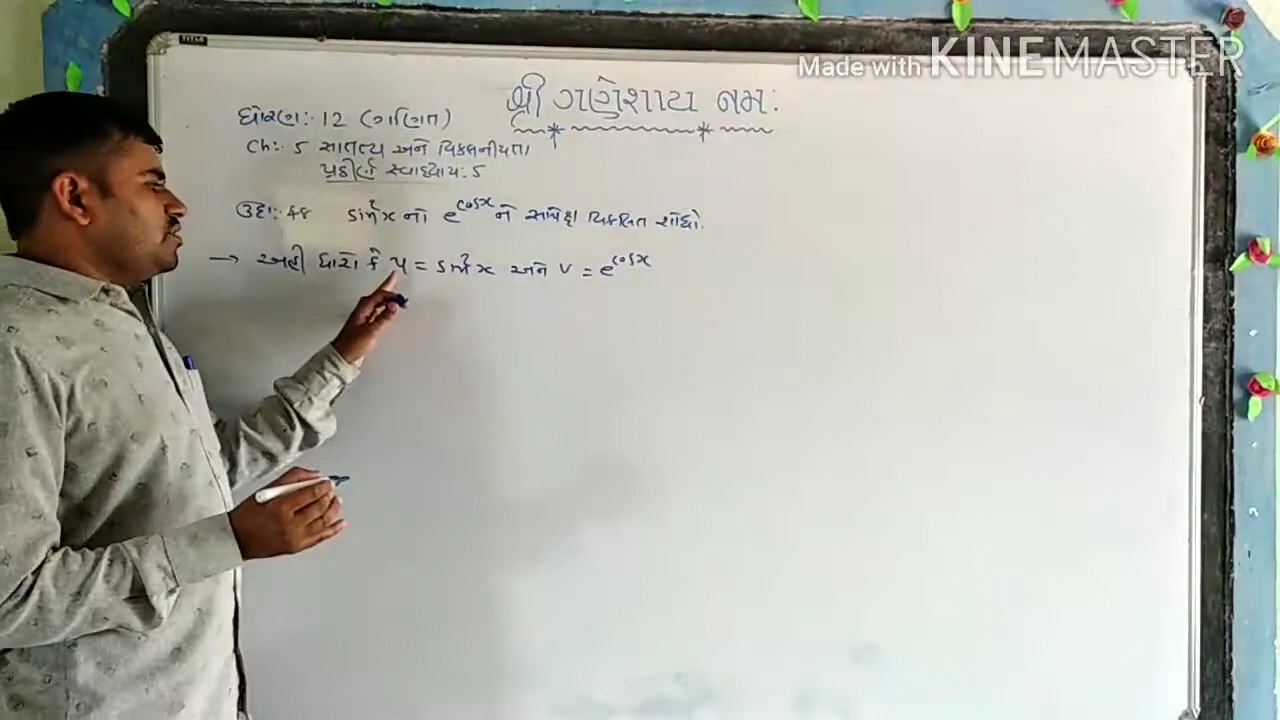 Made with KINEMASTER
શ્રી ગણેશાય નમ:
ધોરણ:- 12 (ગણિત)
Ch:- 5 સાતત્ય અને વિકલનીયતા
પ્રકીર્ણ સ્વાધ્યાય: 5
ઉદા:- 48 sin²x નો e^cosx ને સાપેક્ષ વિકલિત શોધો.
→ અહી ધારો કે u = sin²x અને v = e^cosx